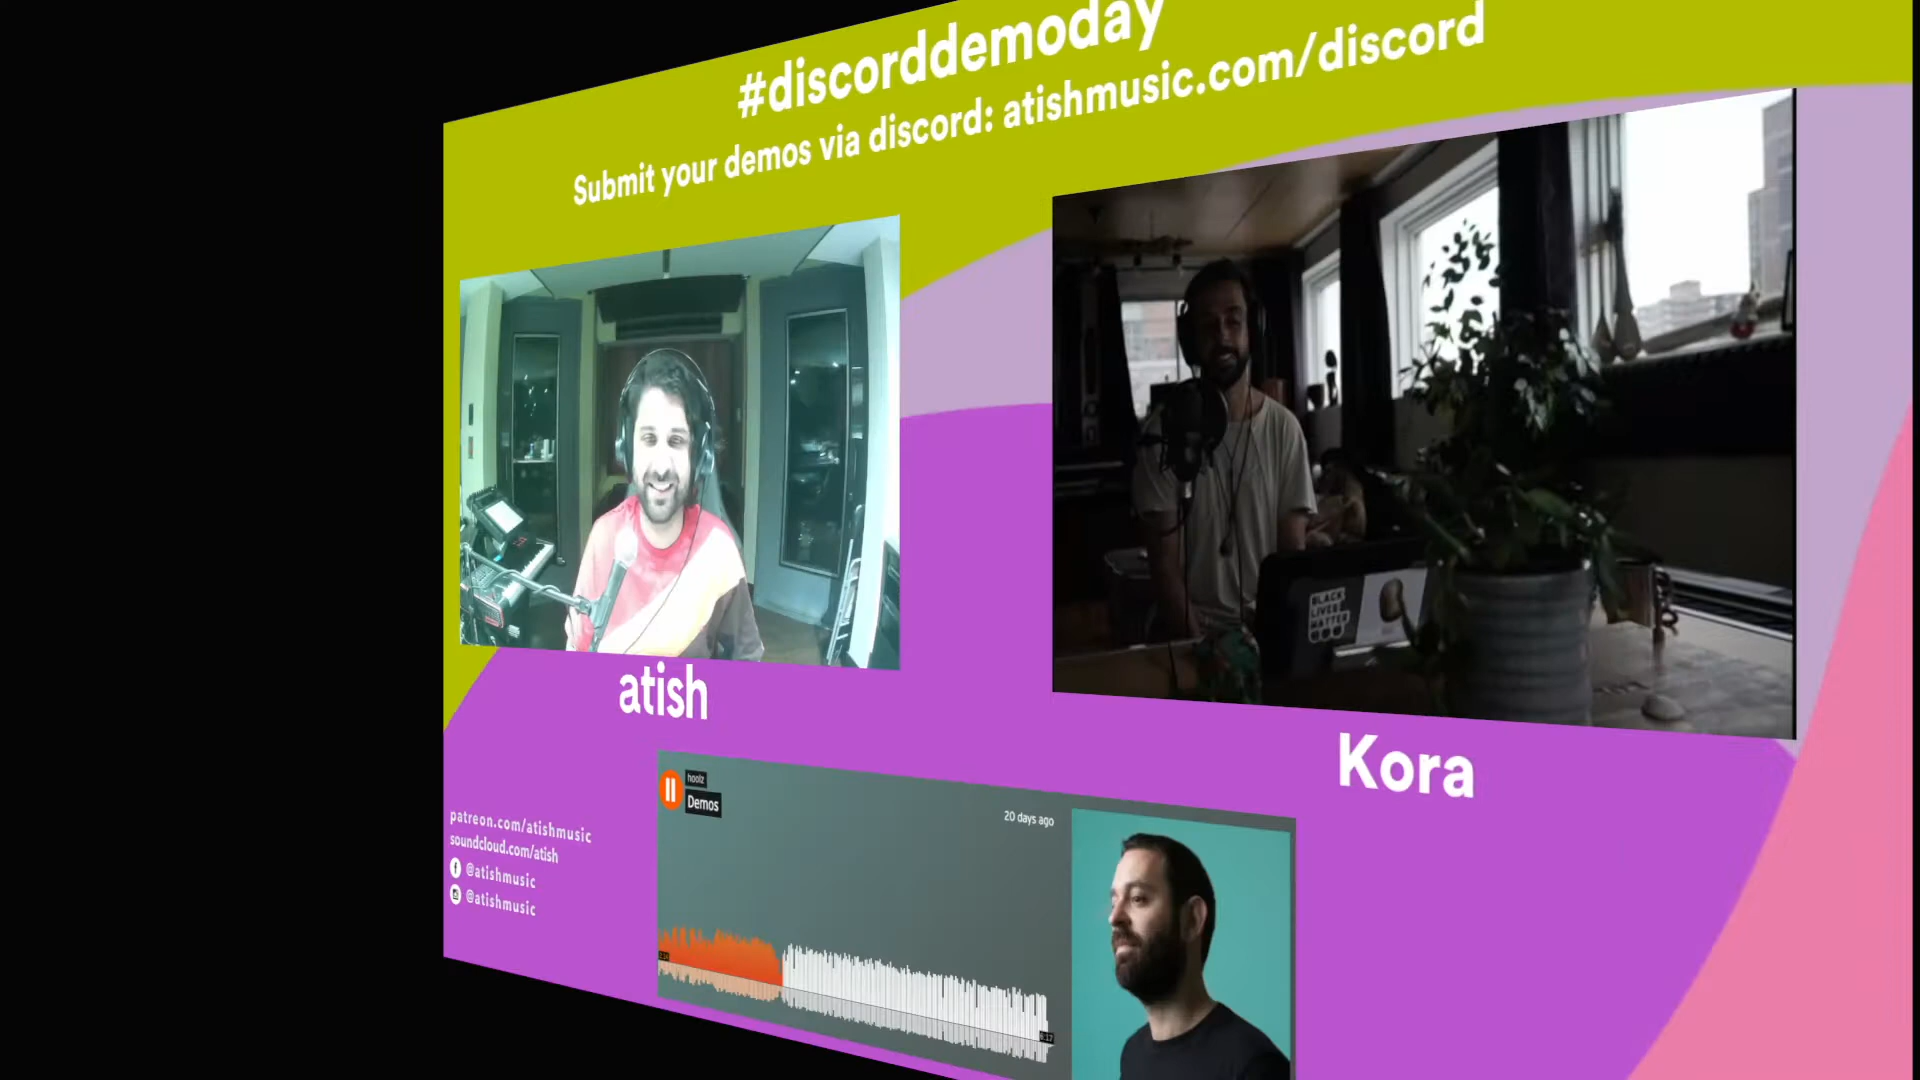 #discorddemoday
Submit your demos via discord: atishmusic.com/discord
BLACK
LIVES
MATTER
atish
Kora
hoolz
Demos
20 days ago
patreon.com/atishmusic
soundcloud.com/atish
@atishmusic
@atishmusic